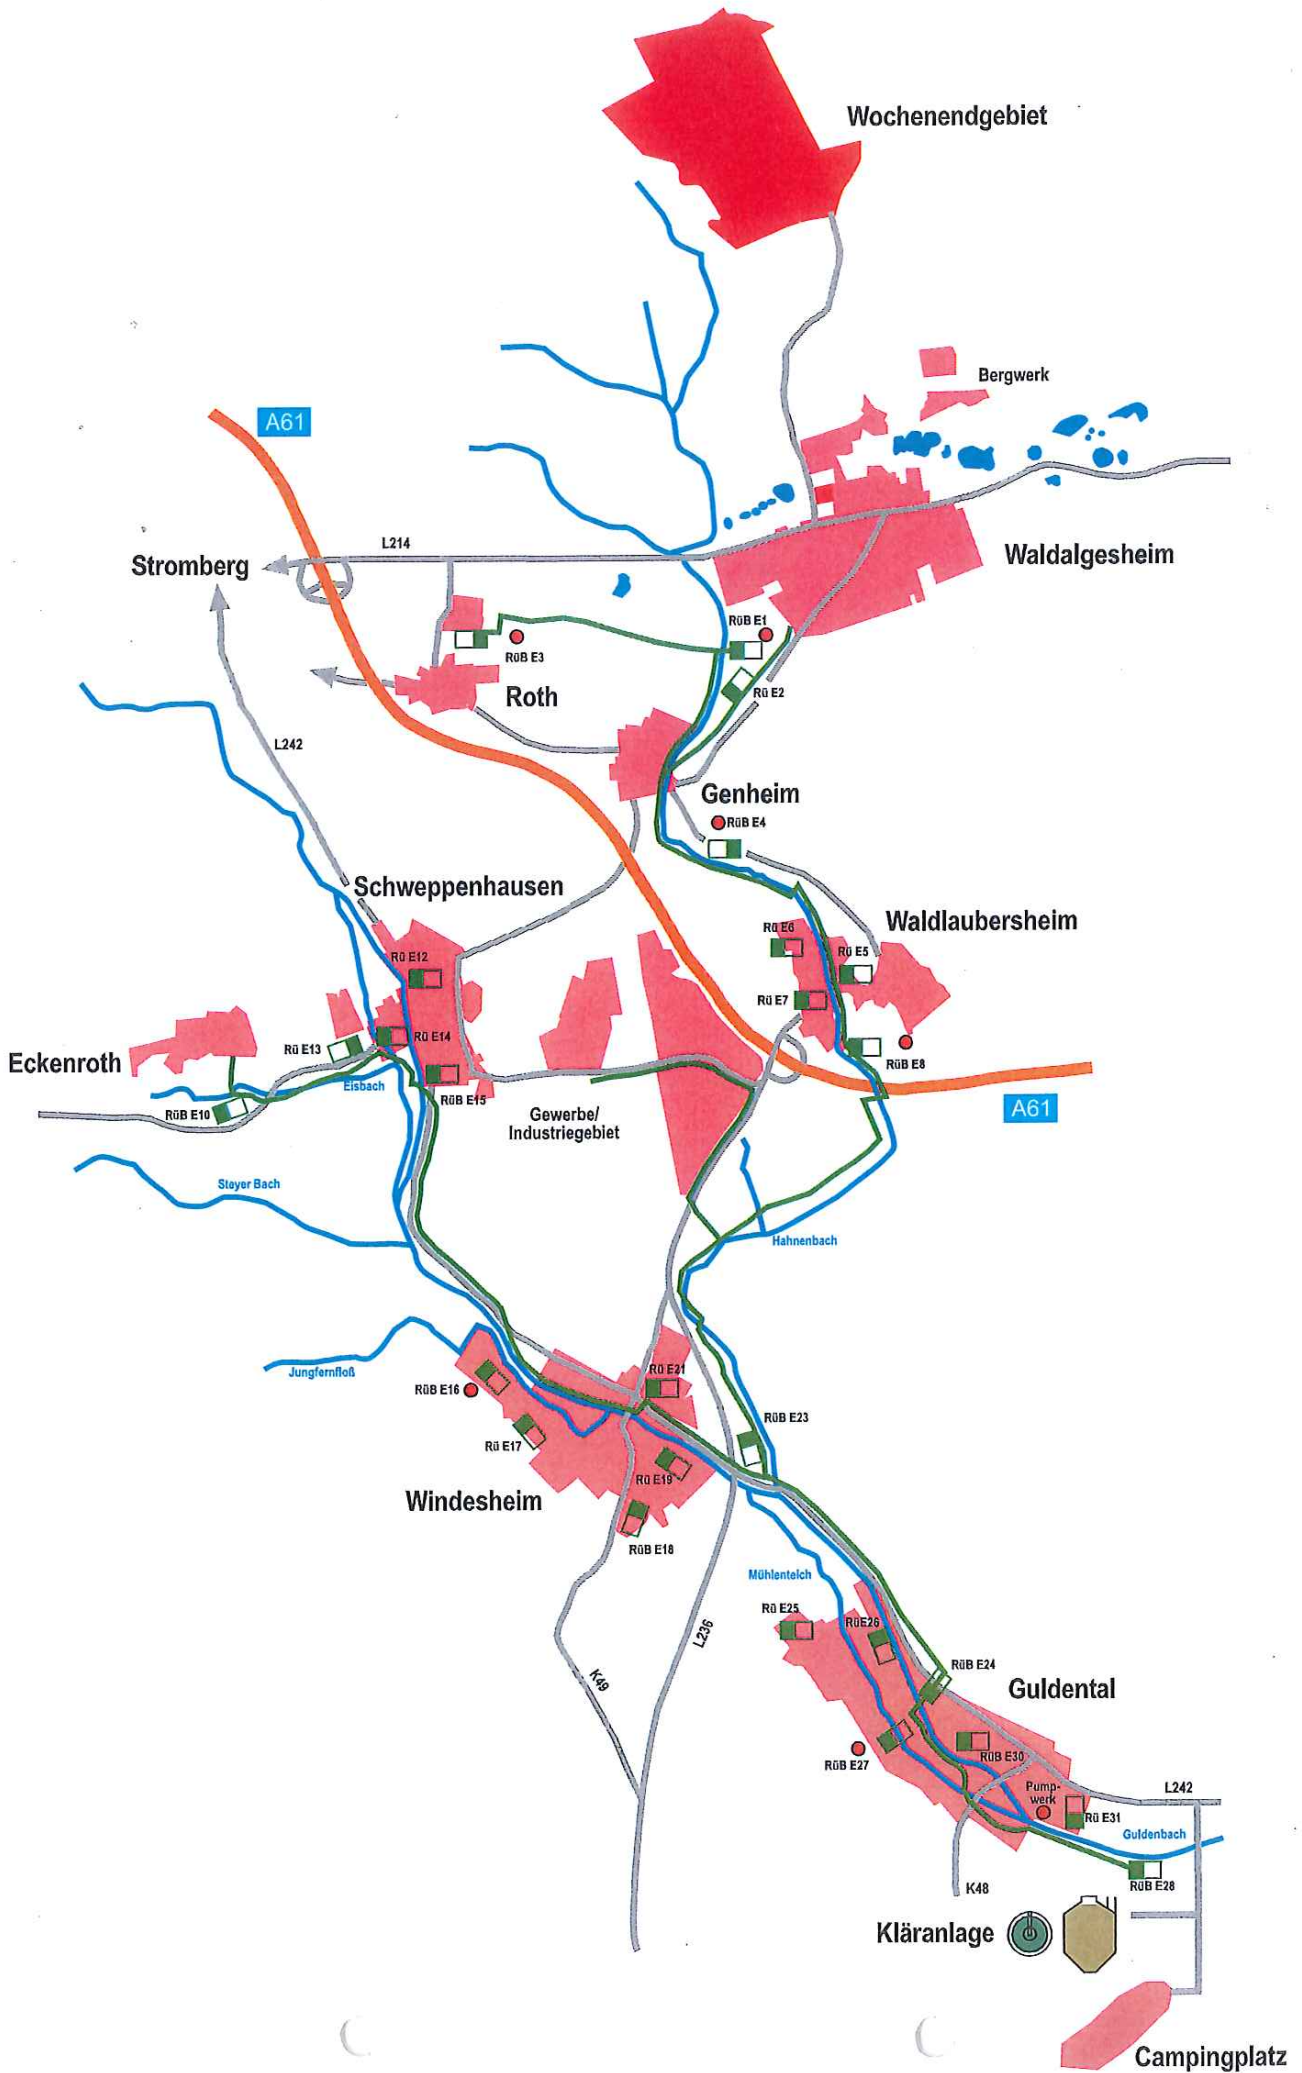 Wochenendgebiet
Bergwerk
A61
L214
Stromberg
Waldalgesheim
RüB E1
RüB E3
Rü E2
Roth
L242
Genheim
RüB E4
Schweppenhausen
Waldlaubersheim
Rü E6
Rü E5
Rü E12
Rü E7
Rü E14
Rü E13
Eckenroth
RüB E8
Eisbach
RüB E15
RüB E10
Gewerbe/
Industriegebiet
A61
Steyer Bach
Hahnenbach
Jungfernfloß
Rü E21
RüB E16
RüB E23
Rü E17
Rü E19
Windesheim
RüB E18
Mühlenteich
Rü E25
RüE26
L236
K49
RüB E24
Guldental
RüB E30
RüB E27
Pump-
werk
L242
Rü E31
Guldenbach
RüB E28
K48
Kläranlage
Campingplatz